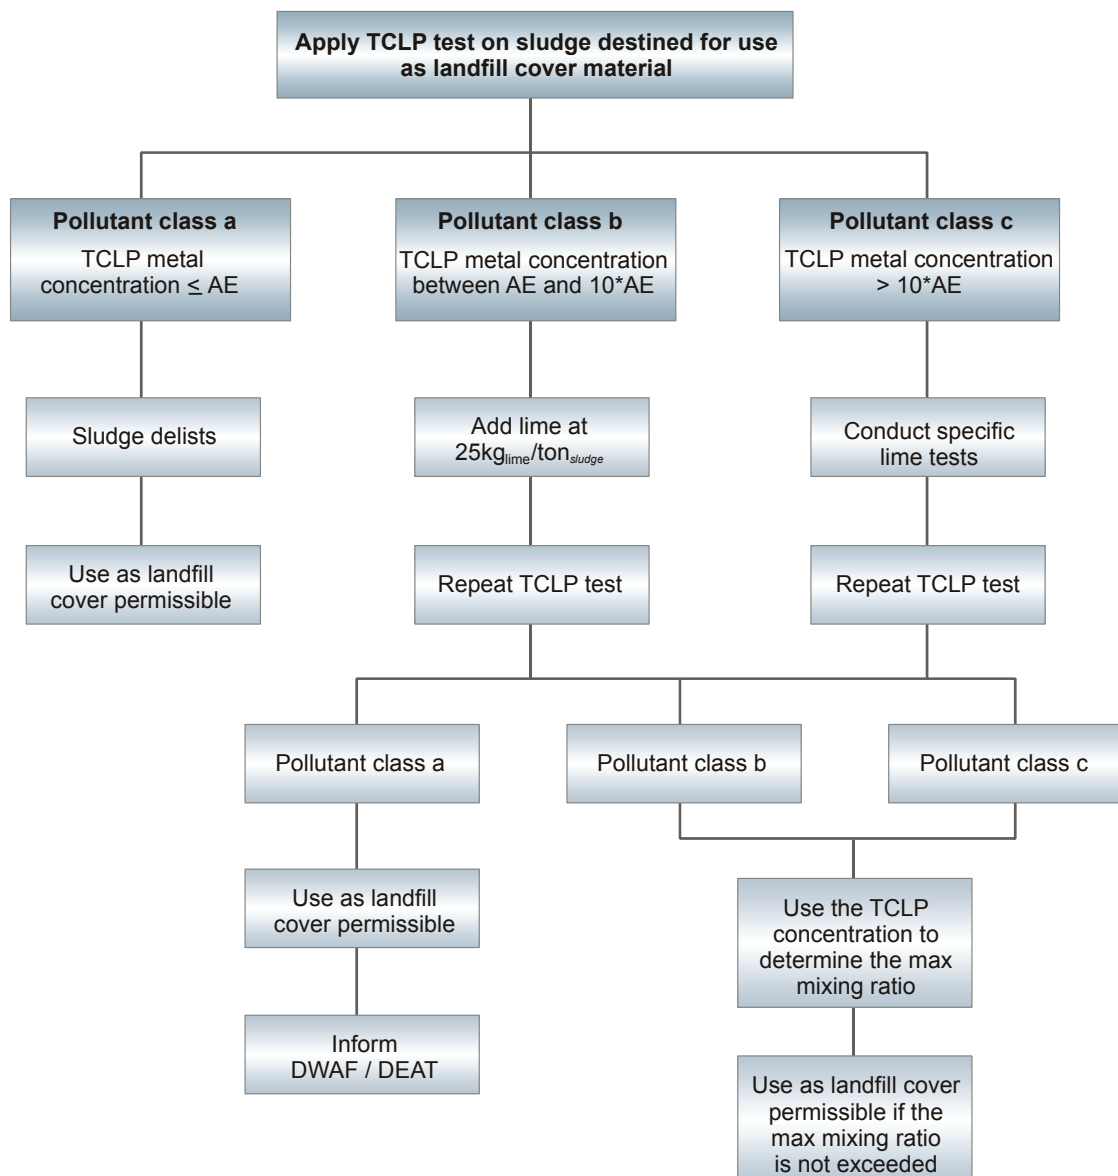 Apply TCLP test on sludge destined for use
as landfill cover material
Pollutant class a
TCLP metal
concentration ≤ AE
Pollutant class b
TCLP metal concentration
between AE and 10*AE
Pollutant class c
TCLP metal concentration
> 10*AE
Sludge delists
Add lime at
25kglime/tonsludge
Conduct specific
lime tests
Use as landfill
cover permissible
Repeat TCLP test
Repeat TCLP test
Pollutant class a
Pollutant class b
Pollutant class c
Use as landfill
cover permissible
Use the TCLP
concentration to
determine the max
mixing ratio
Inform
DWAF / DEAT
Use as landfill cover
permissible if the
max mixing ratio
is not exceeded